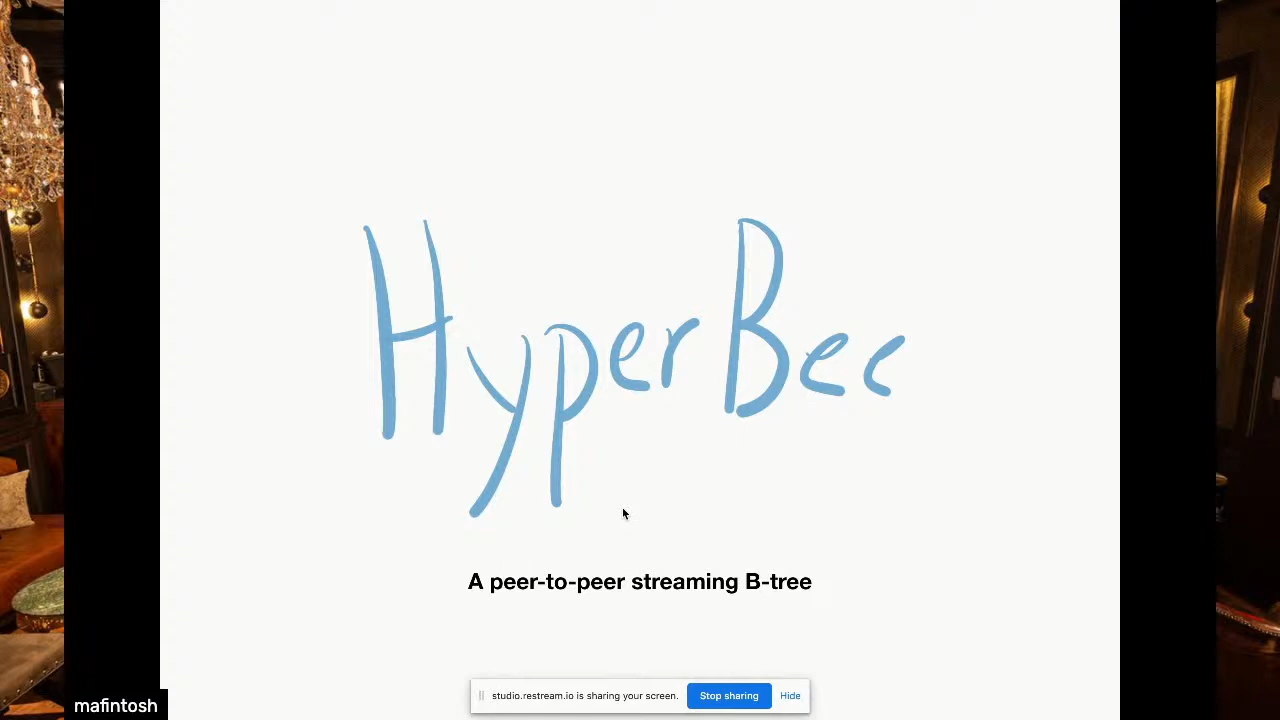 HyperBee
A peer-to-peer streaming B-tree
studio.restream.io is sharing your screen. Stop sharing Hide
mafintosh